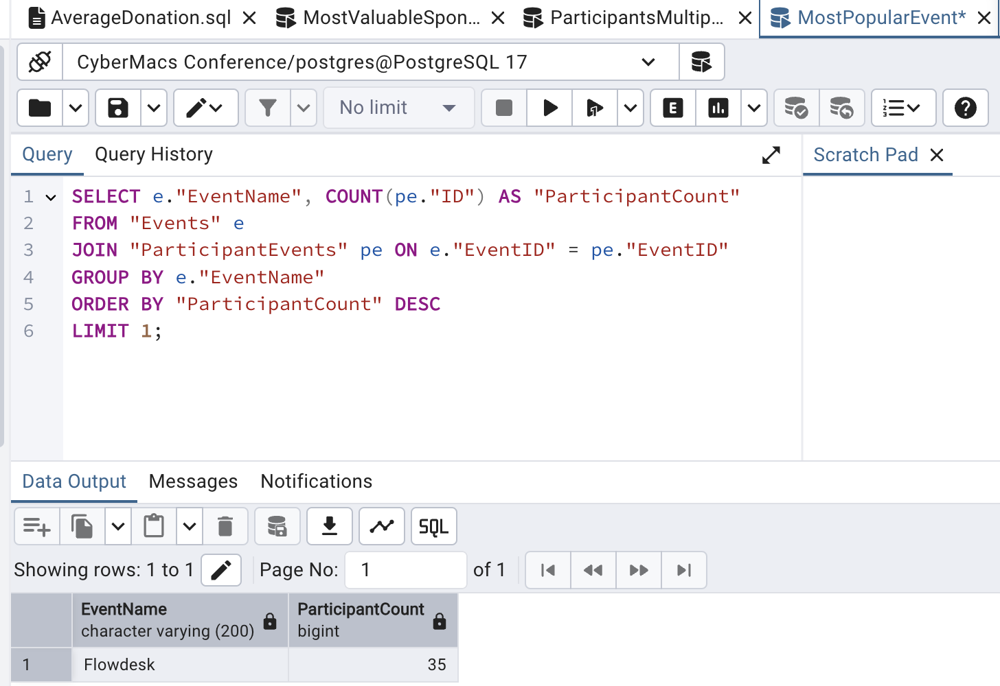 AverageDonation.sql MostValuableSpon... ParticipantsMultip... MostPopularEvent*
CyberMacs Conference/postgres@PostgreSQL 17
No limit E
Query Query History Scratch Pad
1 SELECT e."EventName", COUNT(pe."ID") AS "ParticipantCount"
2 FROM "Events" e
3 JOIN "ParticipantEvents" pe ON e."EventID" = pe."EventID"
4 GROUP BY e."EventName"
5 ORDER BY "ParticipantCount" DESC
6 LIMIT 1;
Data Output Messages Notifications
SQL
Showing rows: 1 to 1 Page No: 1 of 1
EventName ParticipantCount
character varying (200) bigint
1 Flowdesk 35